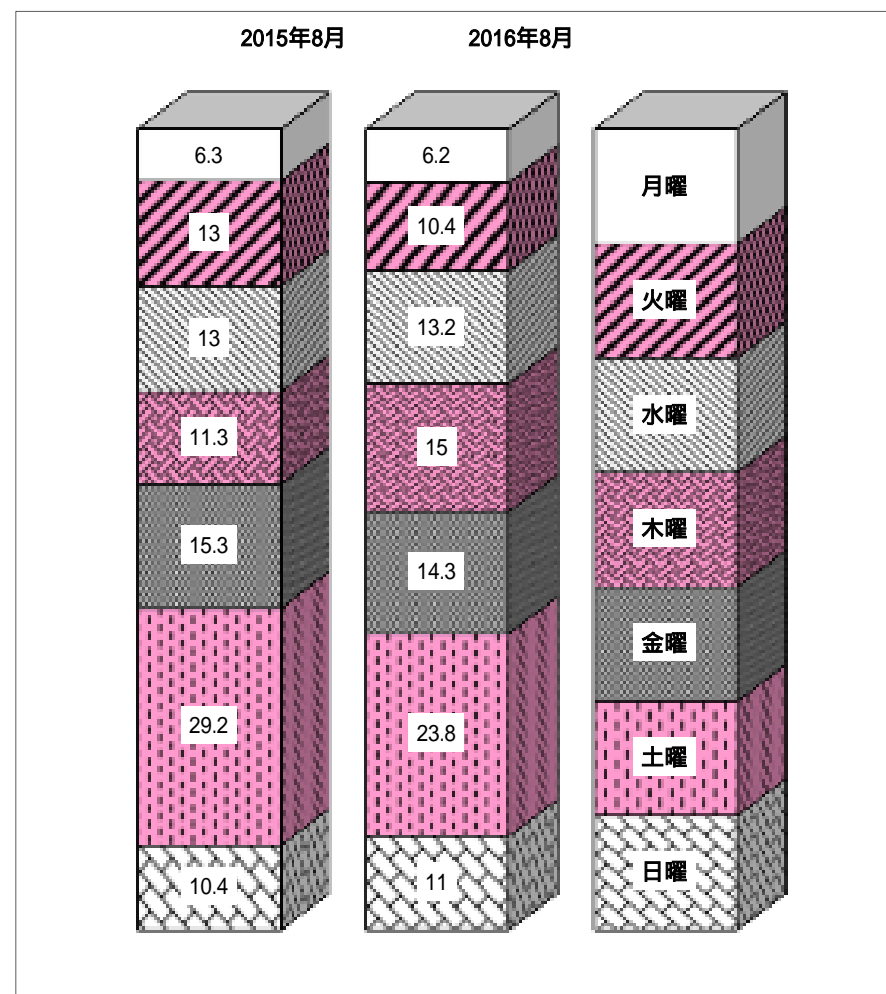 2015年8月 2016年8月
6.3 6.2 月曜
13 10.4 火曜
13 13.2 水曜
11.3 15 木曜
15.3 14.3 金曜
29.2 23.8 土曜
10.4 11 日曜